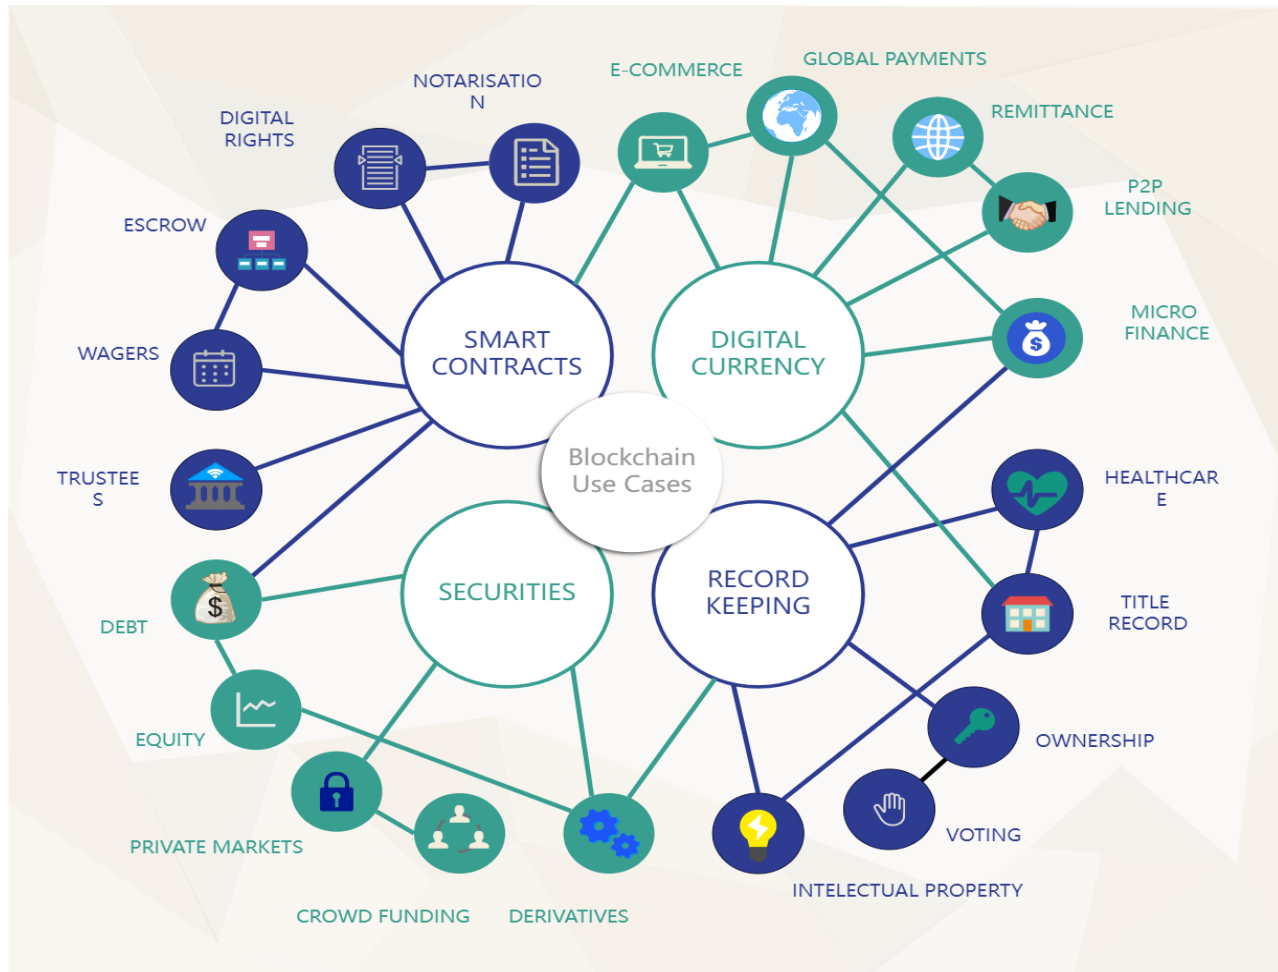 NOTARISATIO
N
DIGITAL
RIGHTS
ESCROW
WAGERS
TRUSTEE
S
DEBT
EQUITY
PRIVATE MARKETS
CROWD FUNDING
DERIVATIVES
E-COMMERCE
GLOBAL PAYMENTS
REMITTANCE
P2P
LENDING
MICRO
FINANCE
HEALTHCAR
E
TITLE
RECORD
OWNERSHIP
VOTING
INTELECTUAL PROPERTY
SMART
CONTRACTS
DIGITAL
CURRENCY
Blockchain
Use Cases
SECURITIES
RECORD
KEEPING
$
$